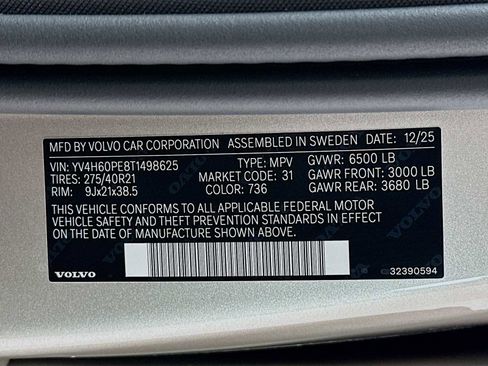 MFD BY VOLVO CAR CORPORATION ASSEMBLED IN SWEDEN DATE: 12/25
VIN: YV4H60PE8T1498625 TYPE: MPV GVWR: 6500 LB
TIRES: 275/40R21 MARKET CODE: 31 GAWR FRONT: 3000 LB
RIM: 9Jx21x38.5 COLOR: 736 GAWR REAR: 3680 LB
THIS VEHICLE CONFORMS TO ALL APPLICABLE FEDERAL MOTOR
VEHICLE SAFETY AND THEFT PREVENTION STANDARDS IN EFFECT
ON THE DATE OF MANUFACTURE SHOWN ABOVE.
VOLVO 32390594